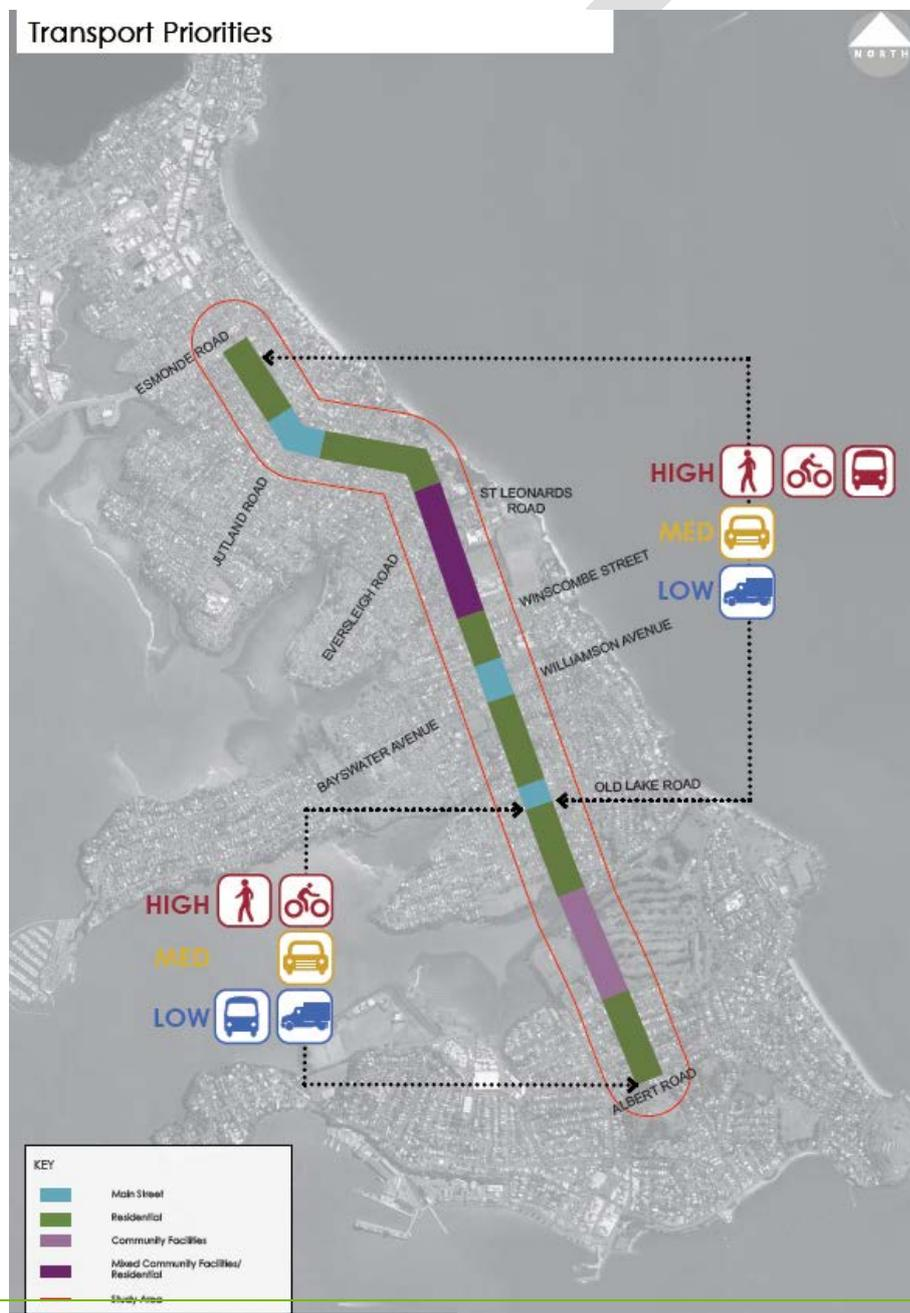 Transport Priorities
NORTH
ESMONDE ROAD
HIGH
MED
LOW
ST LEONARDS
ROAD
JUTLAND ROAD
WINSCOMBE STREET
EVERSLEIGH ROAD
WILLIAMSON AVENUE
BAYSWATER AVENUE
OLD LAKE ROAD
HIGH
MED
LOW
ALBERT ROAD
KEY
Main Street
Residential
Community Facilities
Mixed Community Facilities/
Residential
Study Area